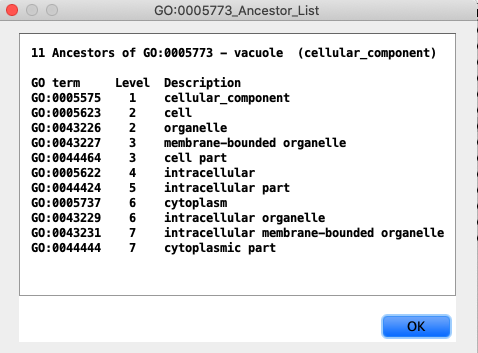 GO:0005773_Ancestor_List
11 Ancestors of GO:0005773 - vacuole (cellular_component)
GO term Level Description
GO:0005575 1 cellular_component
GO:0005623 2 cell
GO:0043226 2 organelle
GO:0043227 3 membrane-bounded organelle
GO:0044464 3 cell part
GO:0005622 4 intracellular
GO:0044424 5 intracellular part
GO:0005737 6 cytoplasm
GO:0043229 6 intracellular organelle
GO:0043231 7 intracellular membrane-bounded organelle
GO:0044444 7 cytoplasmic part
OK